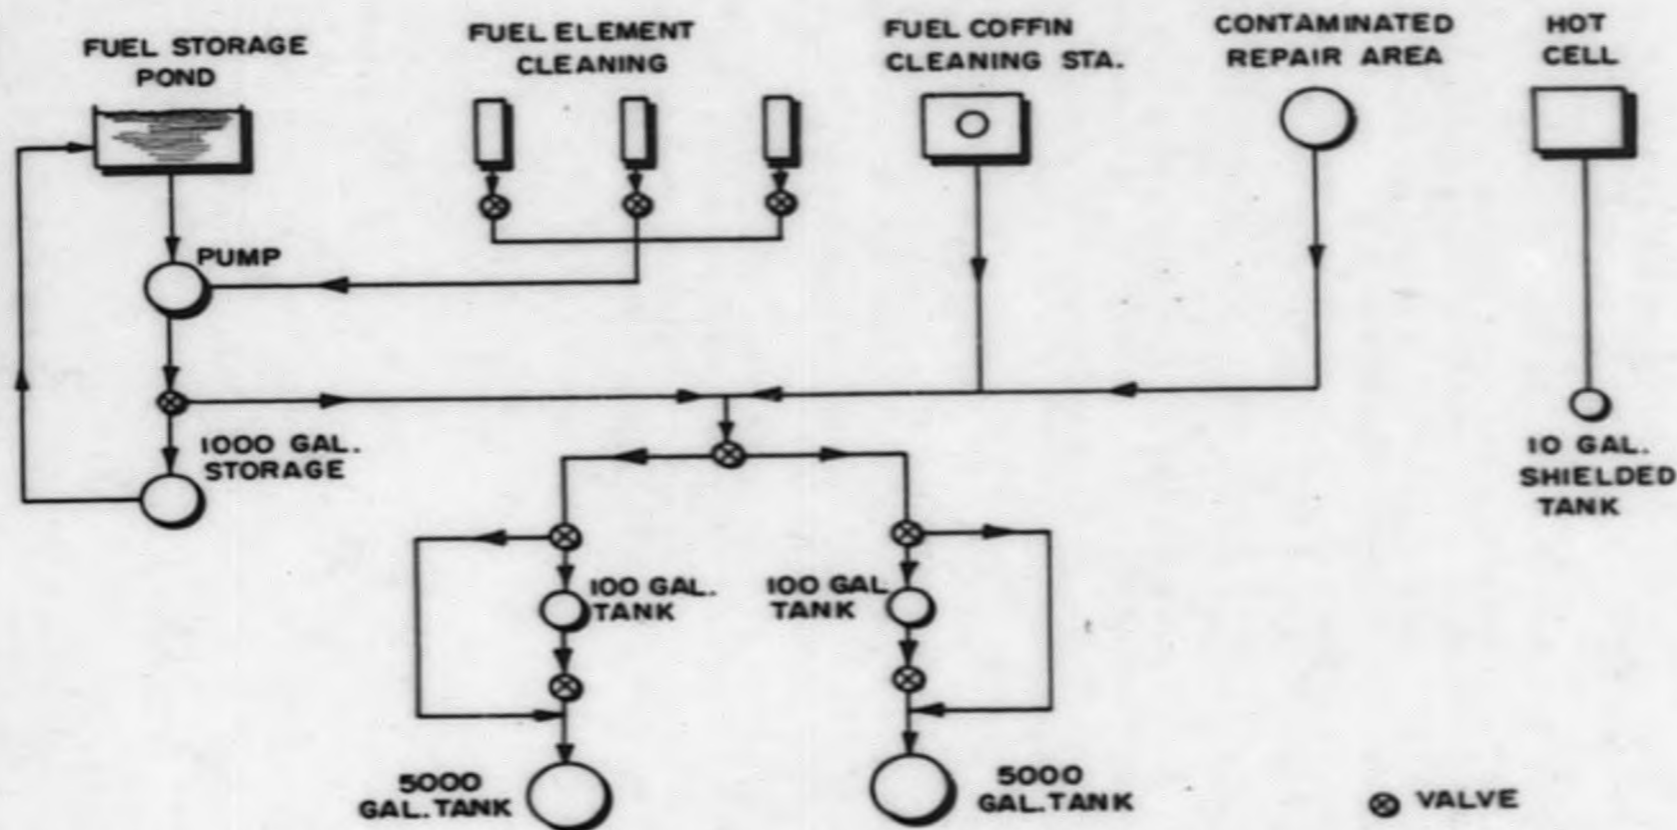 FUEL STORAGE
POND
FUEL ELEMENT
CLEANING
FUEL COFFIN
CLEANING STA.
CONTAMINATED
REPAIR AREA
HOT
CELL
PUMP
1000 GAL.
STORAGE
10 GAL.
SHIELDED
TANK
100 GAL.
TANK
100 GAL
TANK
5000
GAL. TANK
5000
GAL. TANK
VALVE